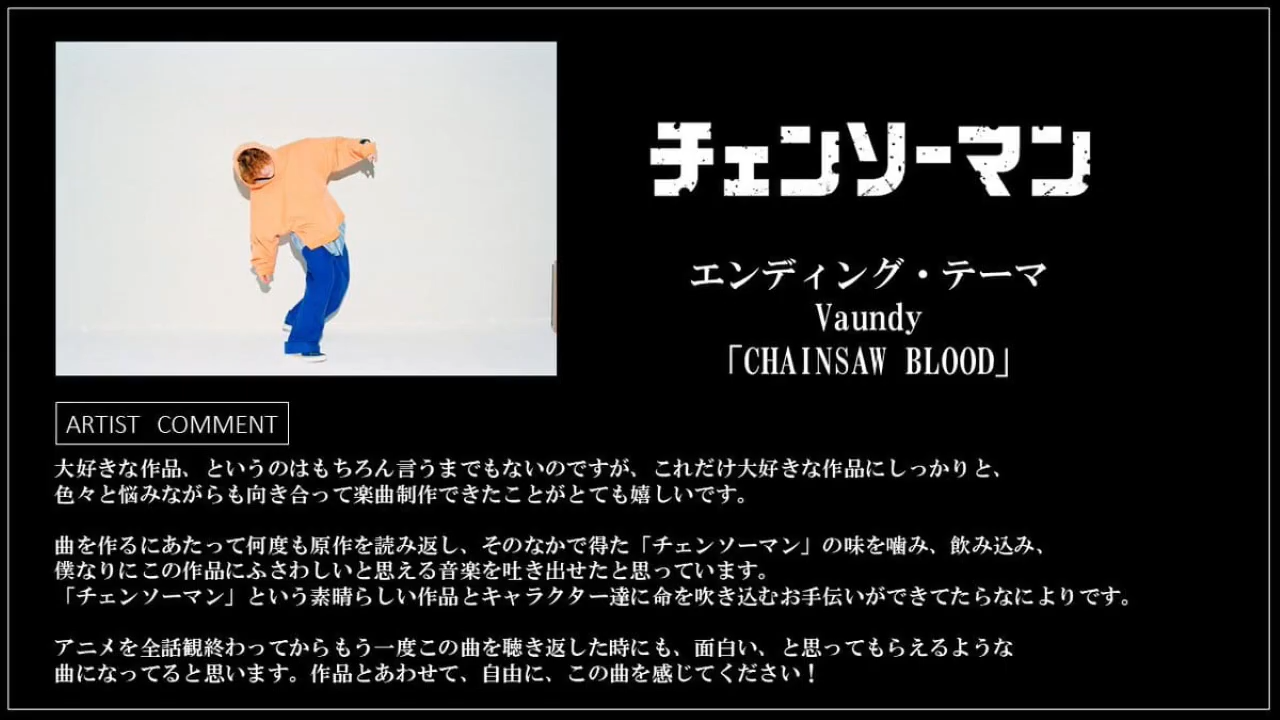 チェンソーマン
エンディング・テーマ
Vaundy
「CHAINSAW BLOOD」
ARTIST COMMENT
大好きな作品、というのはもちろん言うまでもないのですが、これだけ大好きな作品にしっかりと、
色々と悩みながらも向き合って楽曲制作できたことがとても嬉しいです。
曲を作るにあたって何度も原作を読み返し、そのなかで得た「チェンソーマン」の味を噛み、飲み込み、
僕なりにこの作品にふさわしいと思える音楽を吐き出せたと思っています。
「チェンソーマン」という素晴らしい作品とキャラクター達に命を吹き込むお手伝いができてたらなによりです。
アニメを全話観終わってからもう一度この曲を聴き返した時にも、面白い、と思ってもらえるような
曲になってると思います。作品とあわせて、自由に、この曲を感じてください！